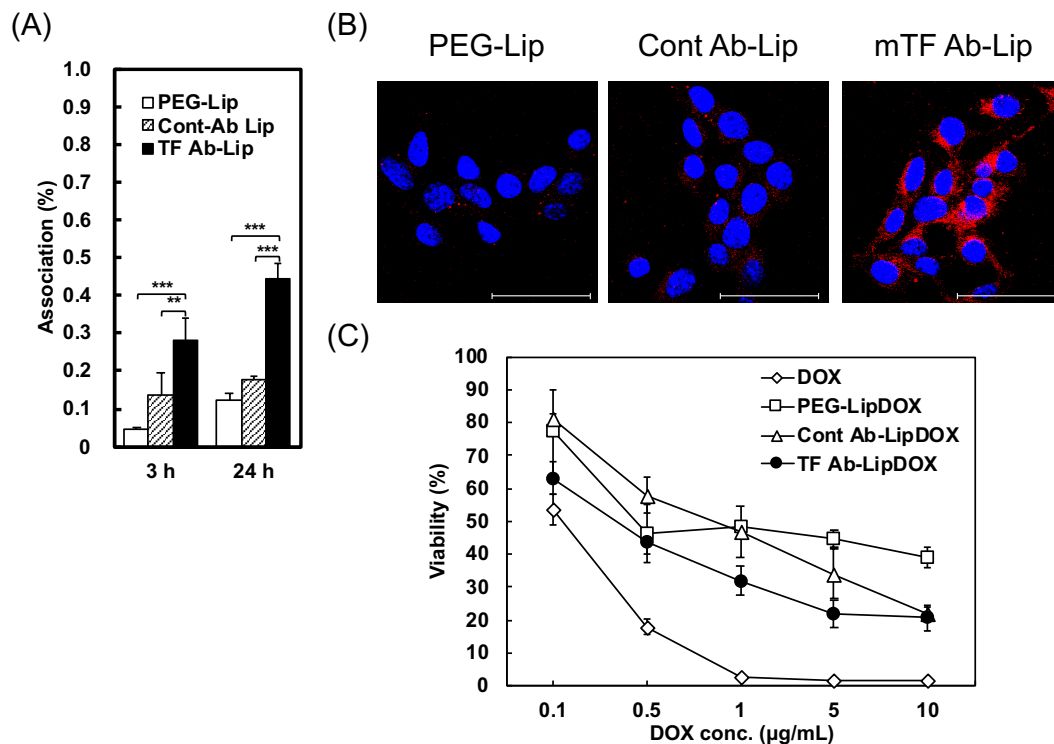 (A)
1.0
0.9
0.8
0.7
0.6
0.5
0.4
0.3
0.2
0.1
0
Association (%)
PEG-Lip
Cont-Ab Lip
TF Ab-Lip
***
**
***
***
3 h
24 h
(B)
PEG-Lip
Cont Ab-Lip
mTF Ab-Lip
(C)
100
90
80
70
60
50
40
30
20
10
0
Viability (%)
DOX
PEG-LipDOX
Cont Ab-LipDOX
TF Ab-LipDOX
0.1
0.5
1
5
10
DOX conc. (µg/mL)